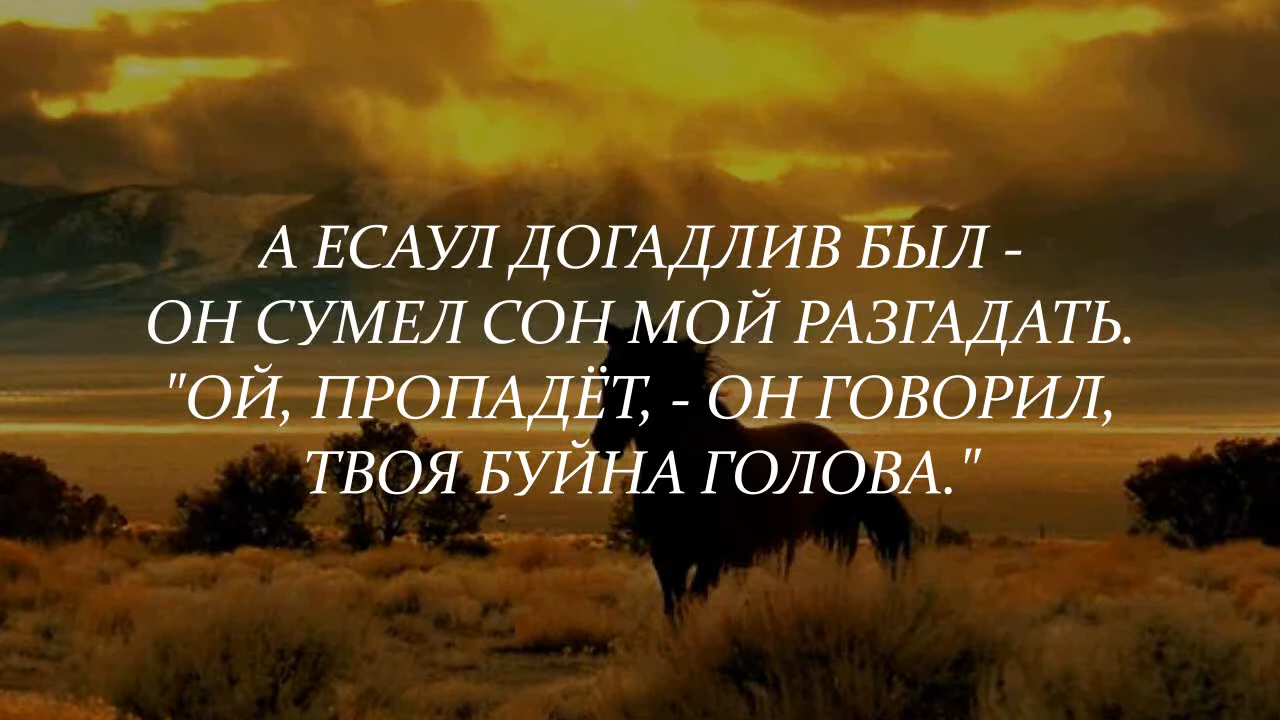 А ЕСАУЛ ДОГАДЛИВ БЫЛ -
ОН СУМЕЛ СОН МОЙ РАЗГАДАТЬ.
"ОЙ, ПРОПАДЁТ, - ОН ГОВОРИЛ,
ТВОЯ БУЙНА ГОЛОВА."